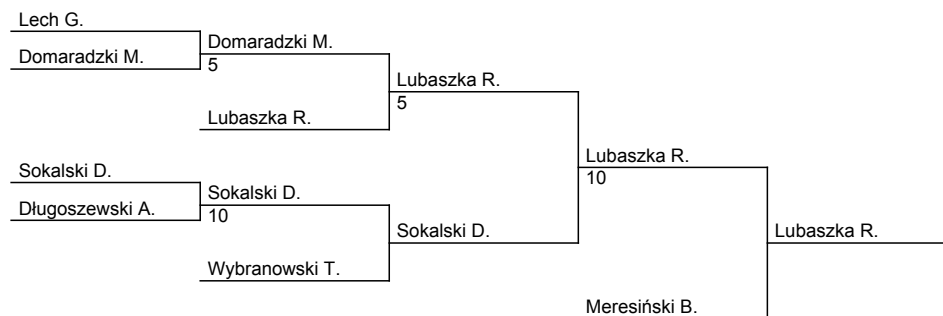 Lech G.
Domaradzki M.
Domaradzki M.
5
Lubaszka R.
Lubaszka R.
5
Sokalski D.
Długoszewski A.
Sokalski D.
10
Wybranowski T.
Sokalski D.
Lubaszka R.
10
Meresiński B.
Lubaszka R.